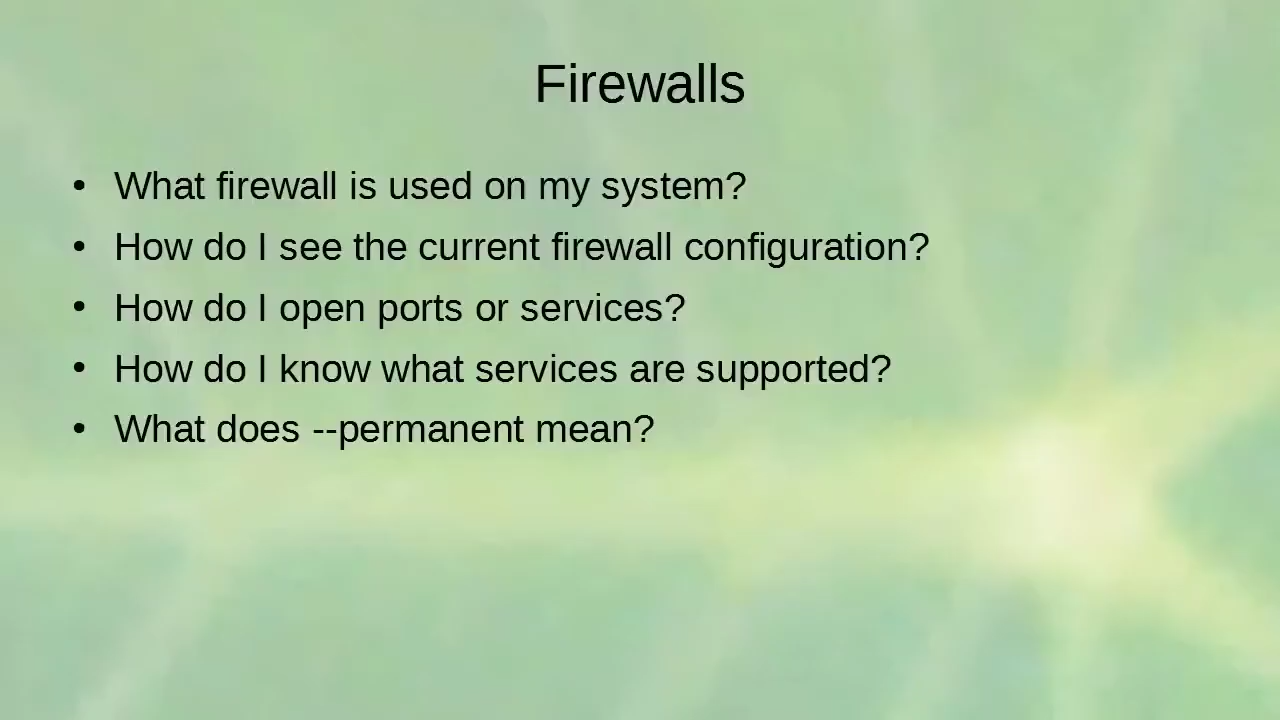 Firewalls
• What firewall is used on my system?
• How do I see the current firewall configuration?
• How do I open ports or services?
• How do I know what services are supported?
• What does --permanent mean?